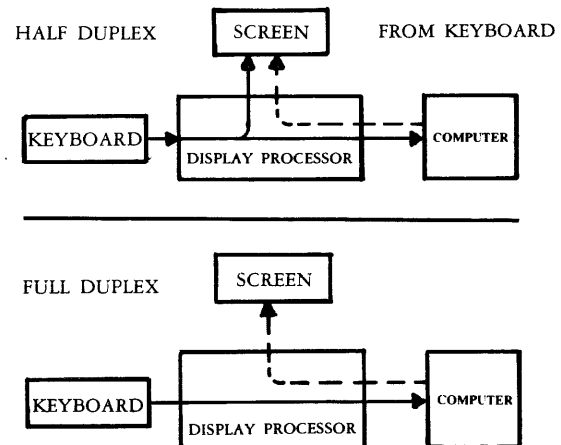 HALF DUPLEX
SCREEN
FROM KEYBOARD
KEYBOARD
DISPLAY PROCESSOR
COMPUTER
FULL DUPLEX
SCREEN
KEYBOARD
DISPLAY PROCESSOR
COMPUTER